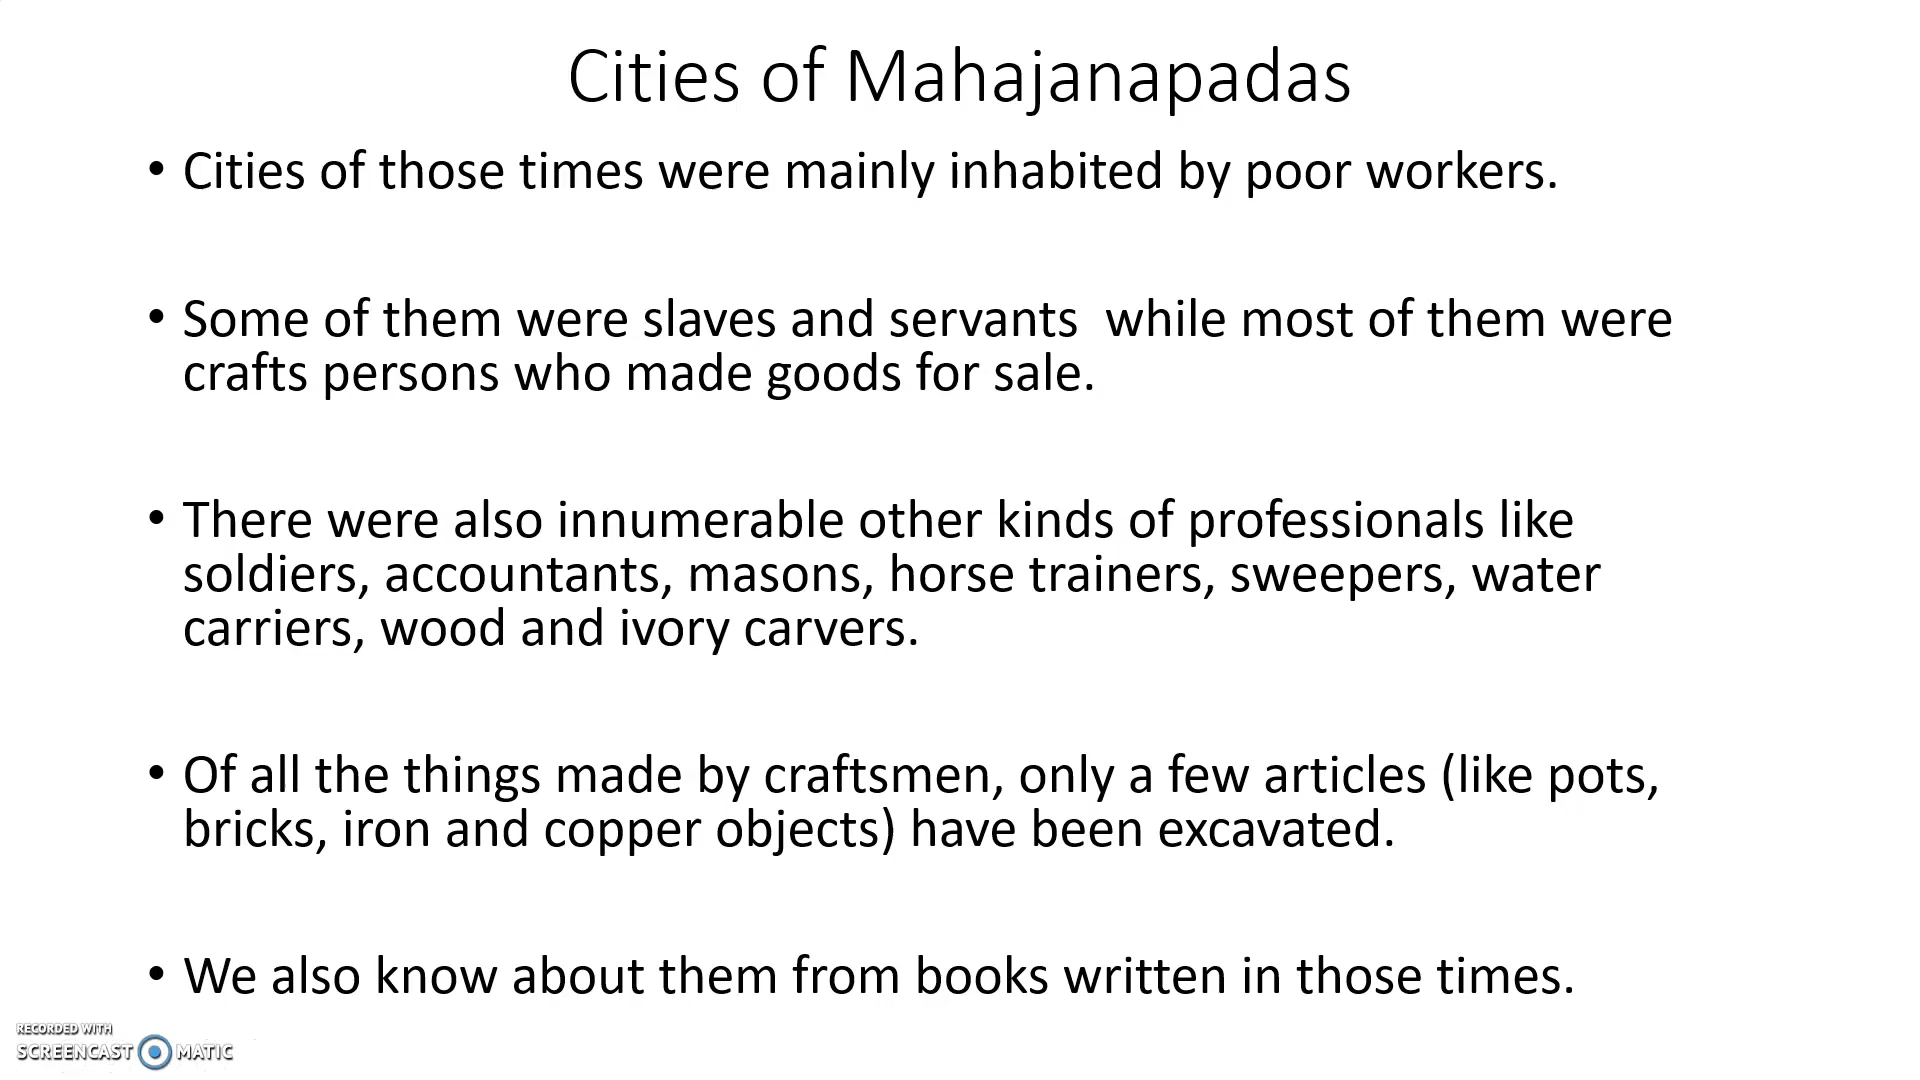 Cities of Mahajanapadas
• Cities of those times were mainly inhabited by poor workers.
• Some of them were slaves and servants  while most of them were
crafts persons who made goods for sale.
• There were also innumerable other kinds of professionals like
soldiers, accountants, masons, horse trainers, sweepers, water
carriers, wood and ivory carvers.
• Of all the things made by craftsmen, only a few articles (like pots,
bricks, iron and copper objects) have been excavated.
• We also know about them from books written in those times.
RECORDED WITH
SCREENCAST MATIC